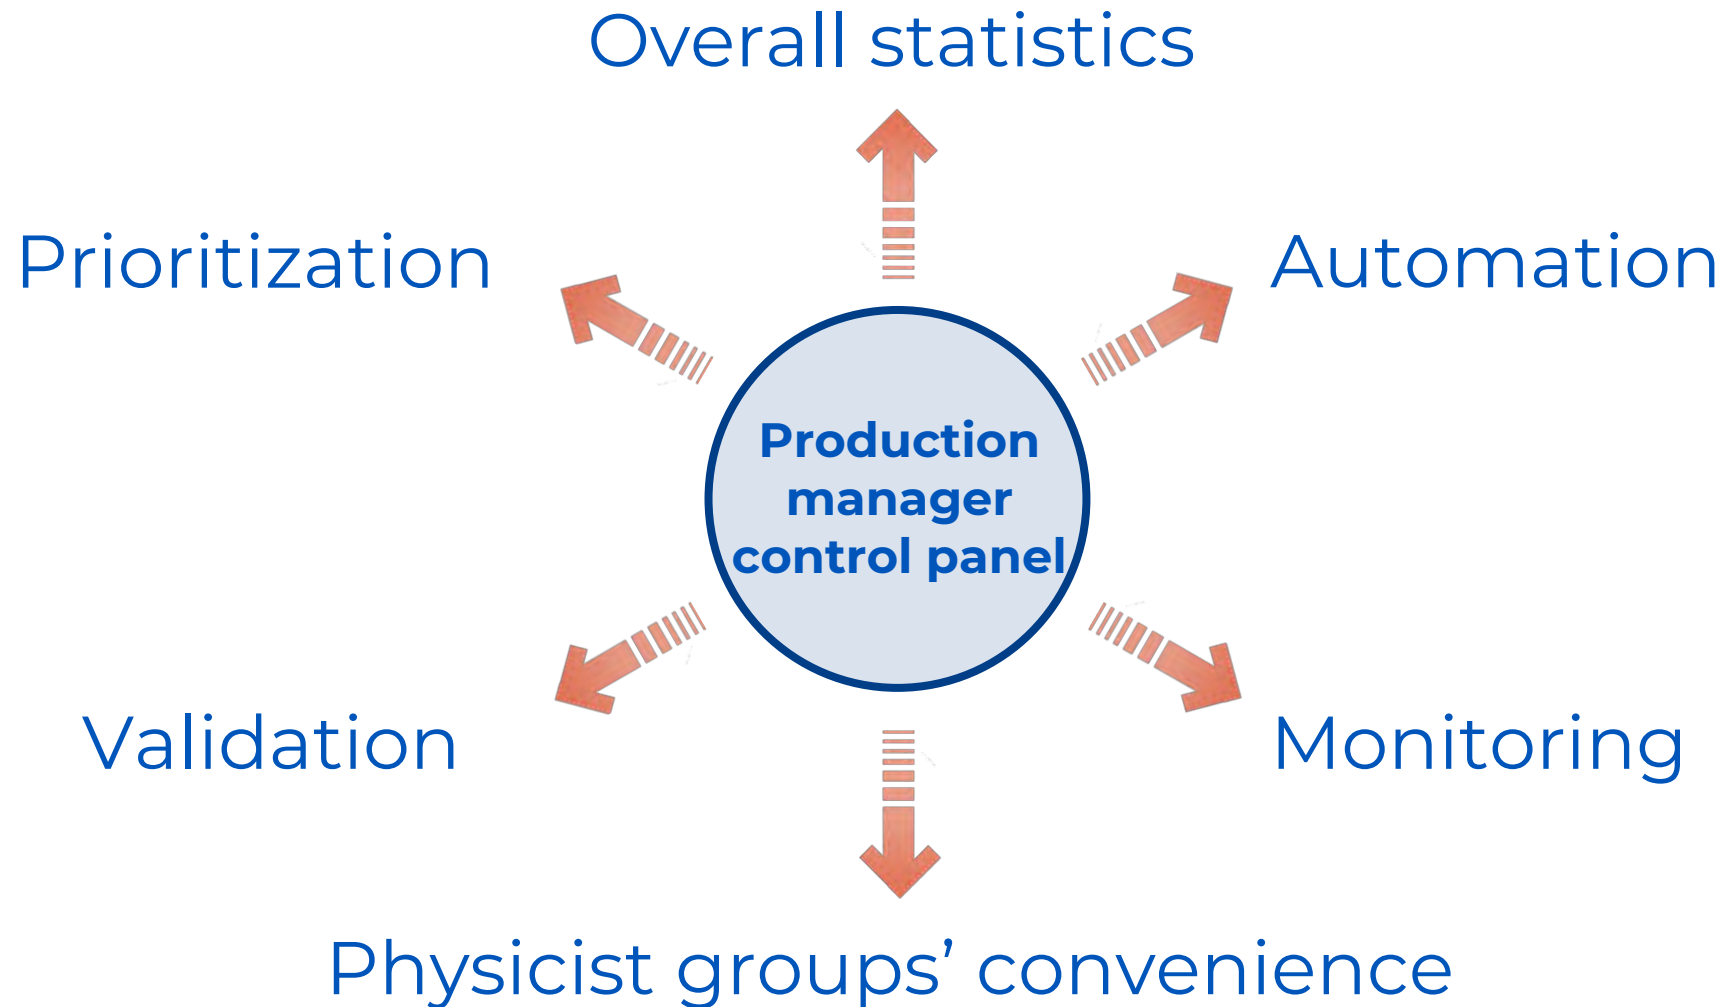 Overall statistics
Prioritization
Automation
Production
manager
control panel
Validation
Monitoring
Physicist groups’ convenience